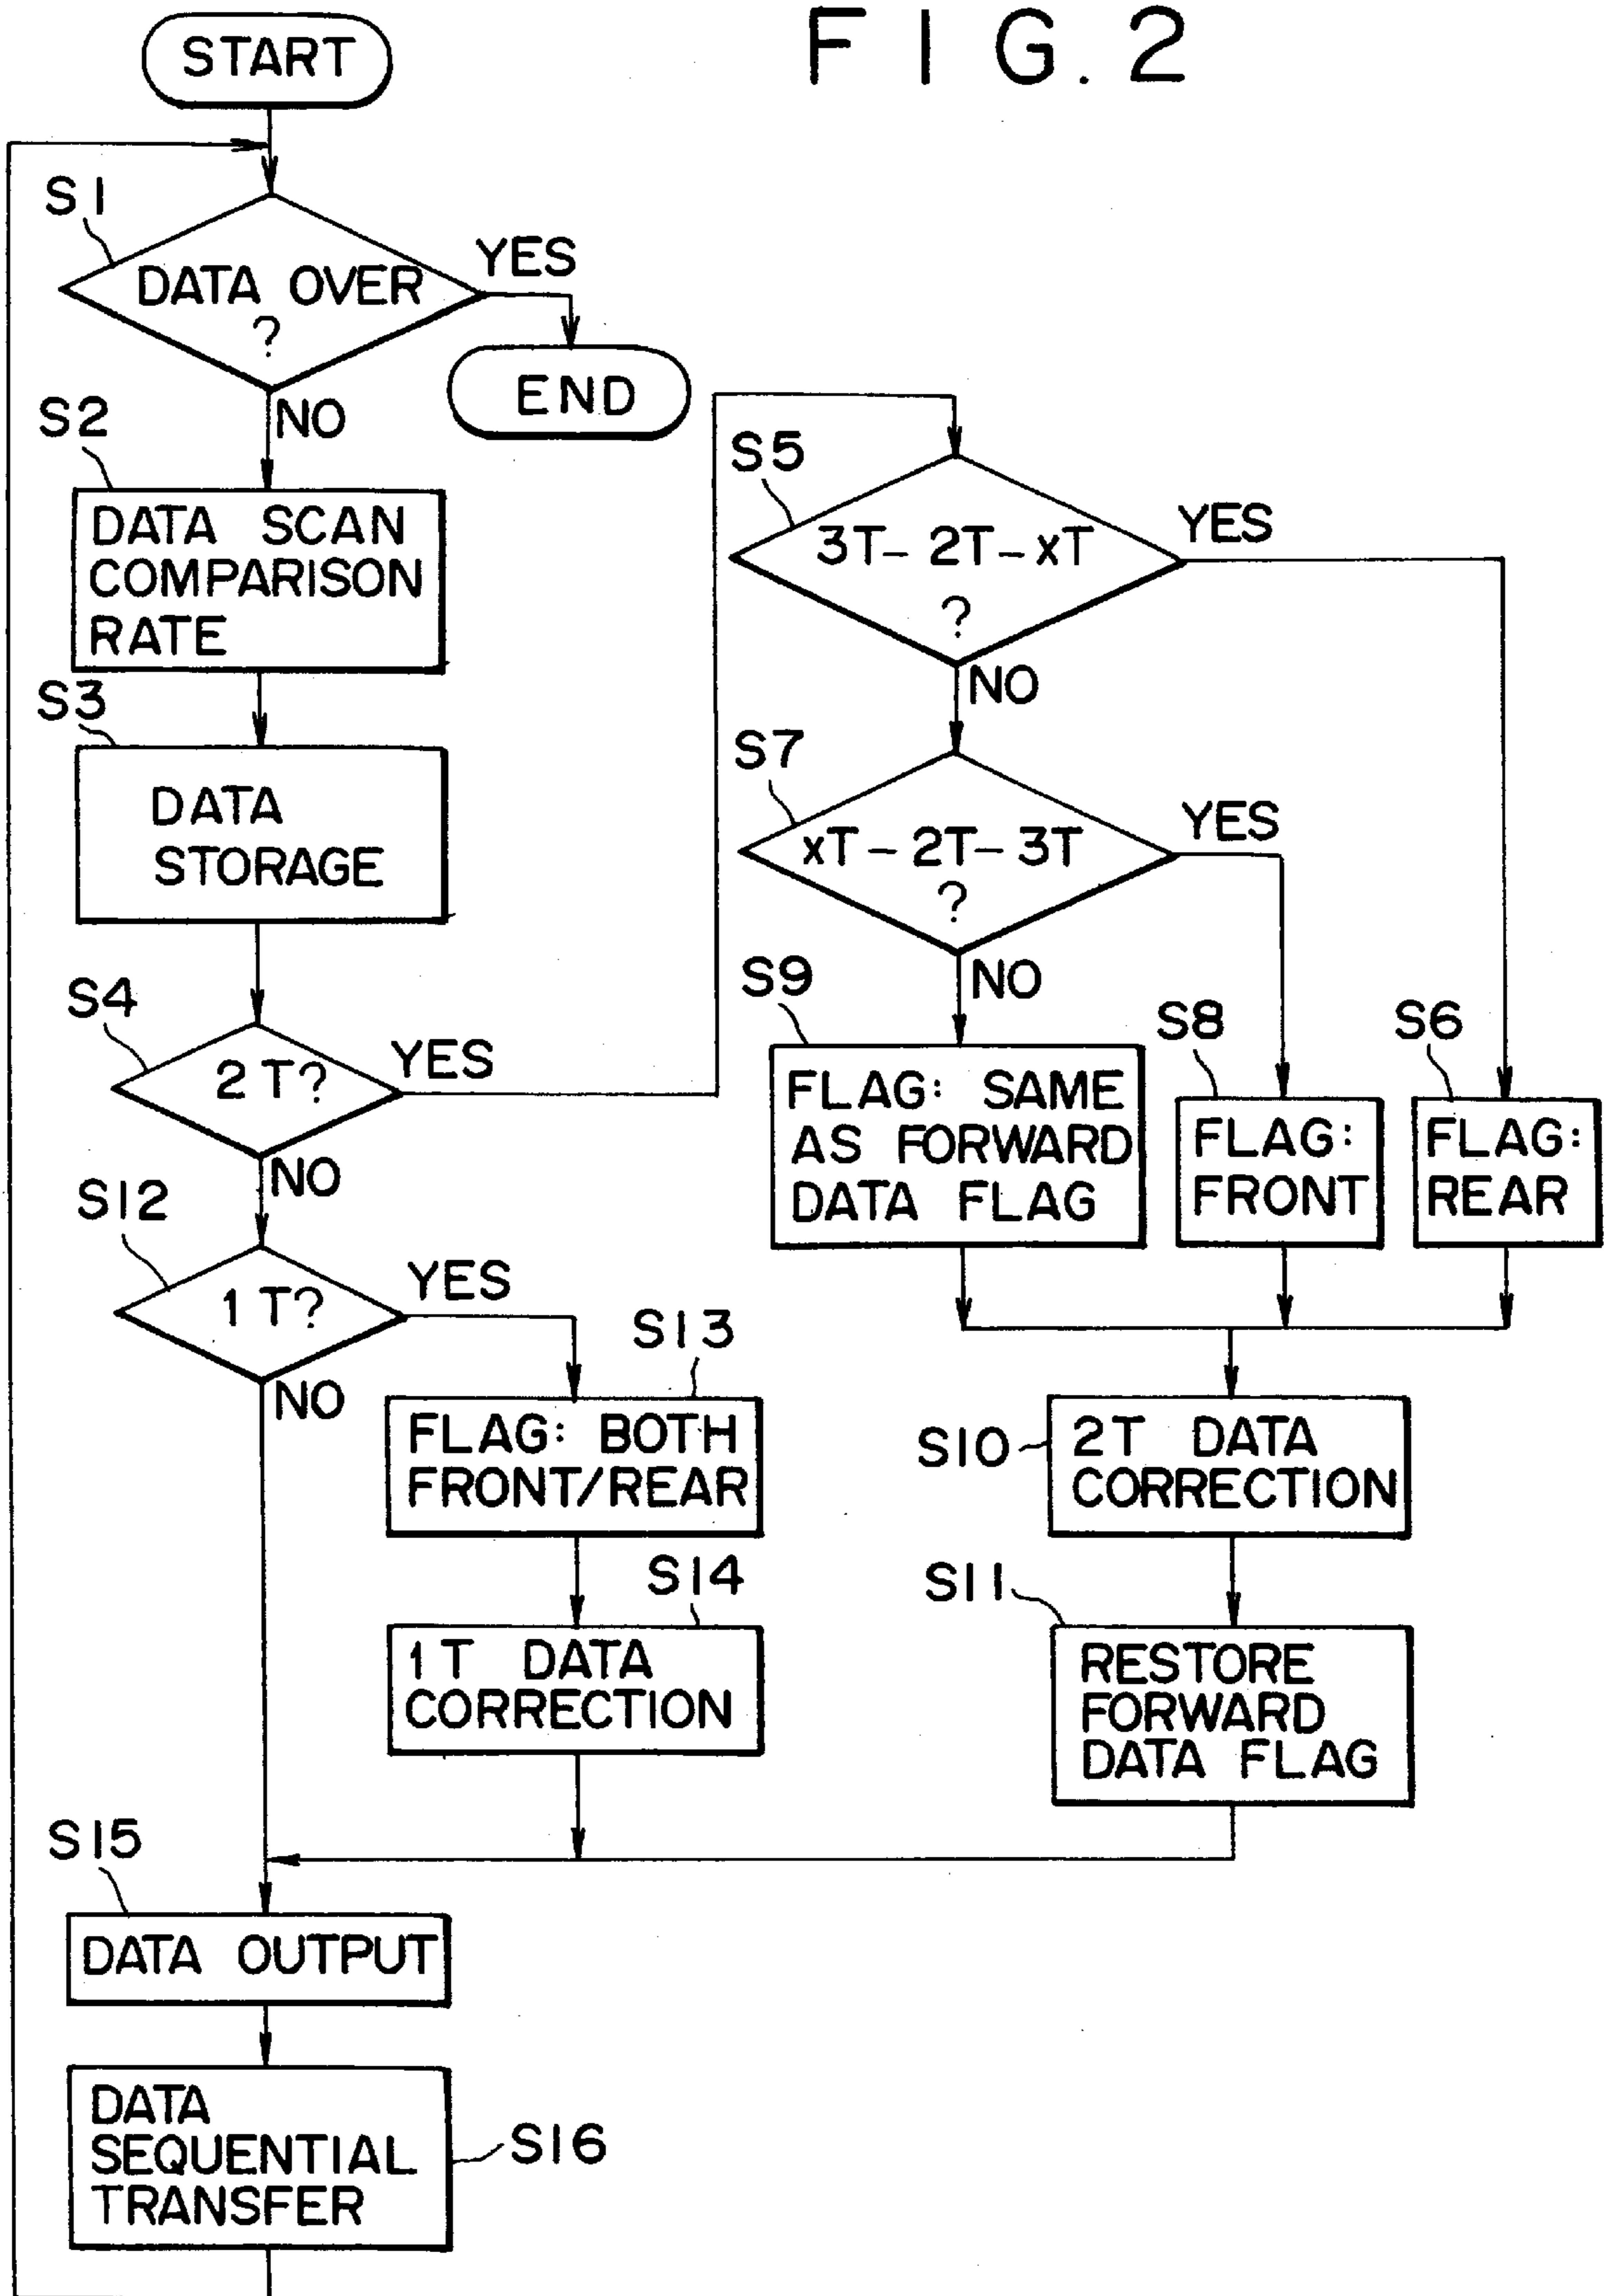 FIG. 2
START
S1
DATA OVER
?
YES
END
NO
S2
DATA SCAN
COMPARISON
RATE
S3
DATA
STORAGE
S4
2T?
YES
NO
S5
3T-2T-xT
?
YES
NO
S7
xT-2T-3T
?
YES
NO
S9
FLAG: SAME
AS FORWARD
DATA FLAG
S8
FLAG:
FRONT
S6
FLAG:
REAR
S12
1T?
YES
NO
S13
FLAG: BOTH
FRONT/REAR
S14
1T DATA
CORRECTION
S10
2T DATA
CORRECTION
S11
RESTORE
FORWARD
DATA FLAG
S15
DATA OUTPUT
DATA
SEQUENTIAL
TRANSFER
S16